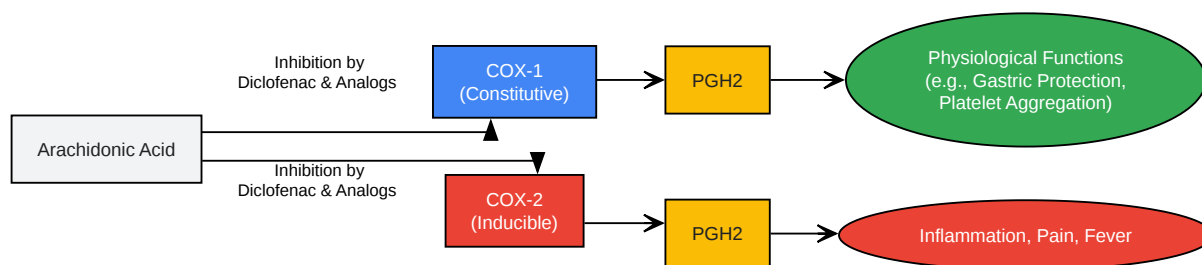 Inhibition by
Diclofenac & Analogs
COX-1
(Constitutive)
PGH2
Physiological Functions
(e.g., Gastric Protection,
Platelet Aggregation)
Arachidonic Acid
Inhibition by
Diclofenac & Analogs
COX-2
(Inducible)
PGH2
Inflammation, Pain, Fever